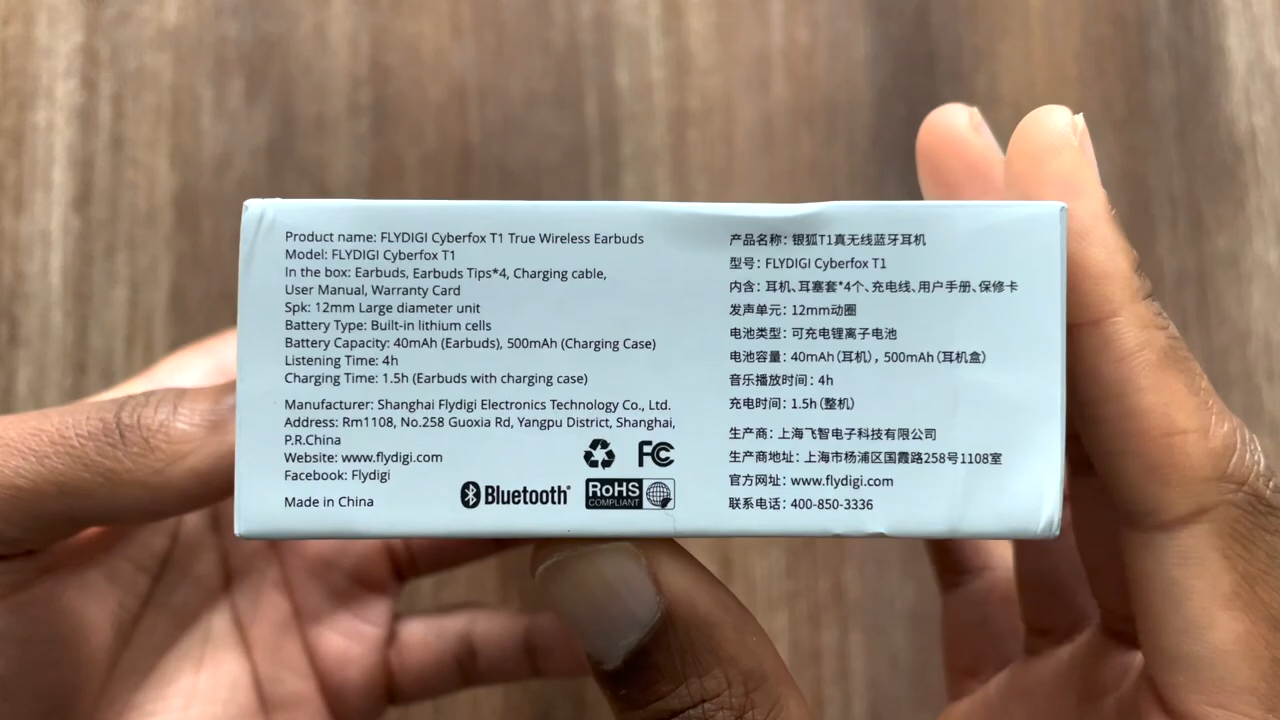 Product name: FLYDIGI Cyberfox T1 True Wireless Earbuds
Model: FLYDIGI Cyberfox T1
In the box: Earbuds, Earbuds Tips*4, Charging cable,
User Manual, Warranty Card
Spk: 12mm Large diameter unit
Battery Type: Built-in lithium cells
Battery Capacity: 40mAh (Earbuds), 500mAh (Charging Case)
Listening Time: 4h
Charging Time: 1.5h (Earbuds with charging case)
Manufacturer: Shanghai Flydigi Electronics Technology Co., Ltd.
Address: Rm1108, No.258 Guoxia Rd, Yangpu District, Shanghai,
P.R.China
Website: www.flydigi.com
Facebook: Flydigi
Made in China
FC
Bluetooth®
RoHS
COMPLIANT
产品名称：银狐T1真无线蓝牙耳机
型号：FLYDIGI Cyberfox T1
内含：耳机、耳塞套*4个、充电线、用户手册、保修卡
发声单元：12mm动圈
电池类型：可充电锂离子电池
电池容量：40mAh（耳机），500mAh（耳机盒）
音乐播放时间：4h
充电时间：1.5h（整机）
生产商：上海飞智电子科技有限公司
生产商地址：上海市杨浦区国霞路258号1108室
官方网址：www.flydigi.com
联系电话：400-850-3336